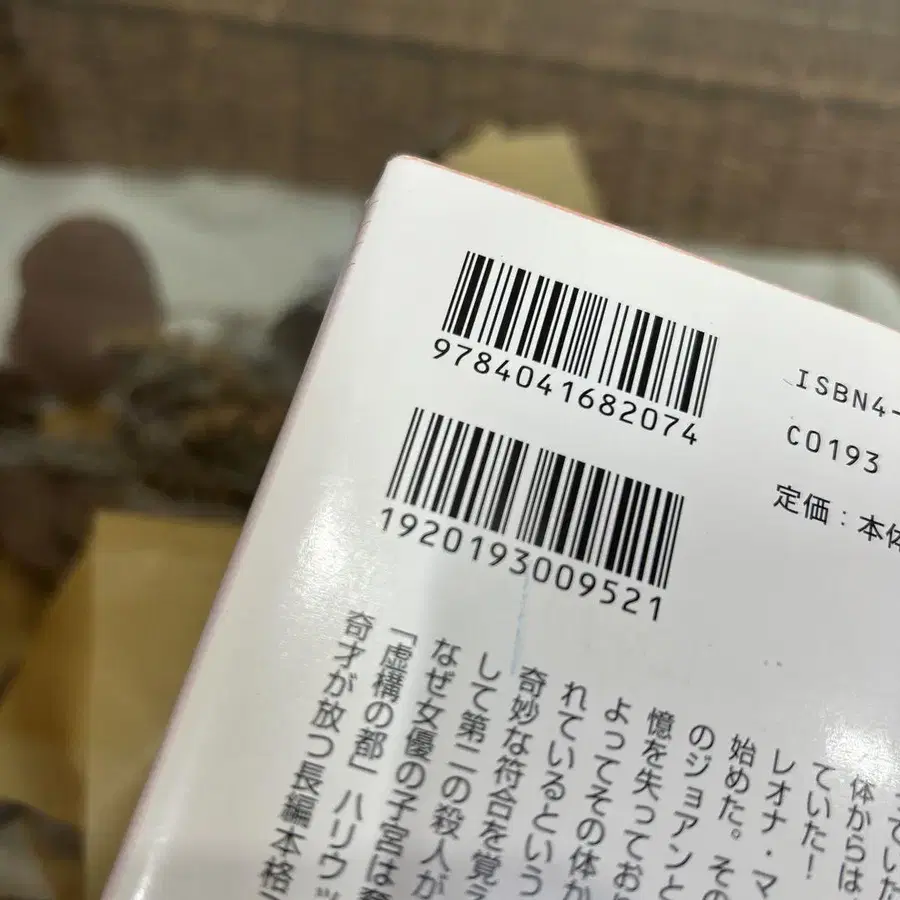 9784041682074
ISBN4-
C0193
1920193009521
定価：本体
っていた
体からは
ていた！
レオナ・マ
始めた。その
のジョアンと
憶を失ってお
よってその体か
れているという
奇妙な符合を覚え
して第二の殺人が
なぜ女優の子宮は
「虚構の都」ハリウッ
奇才が放つ長編本格